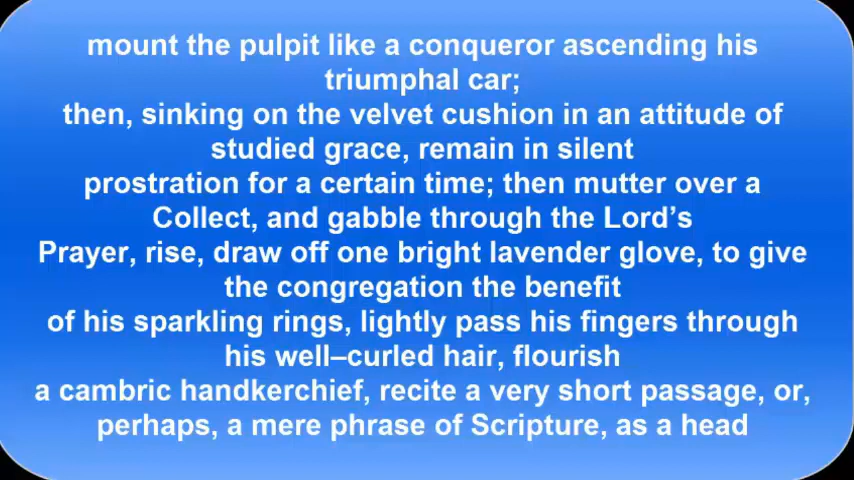 mount the pulpit like a conqueror ascending his
triumphal car;
then, sinking on the velvet cushion in an attitude of
studied grace, remain in silent
prostration for a certain time; then mutter over a
Collect, and gabble through the Lord’s
Prayer, rise, draw off one bright lavender glove, to give
the congregation the benefit
of his sparkling rings, lightly pass his fingers through
his well–curled hair, flourish
a cambric handkerchief, recite a very short passage, or,
perhaps, a mere phrase of Scripture, as a head